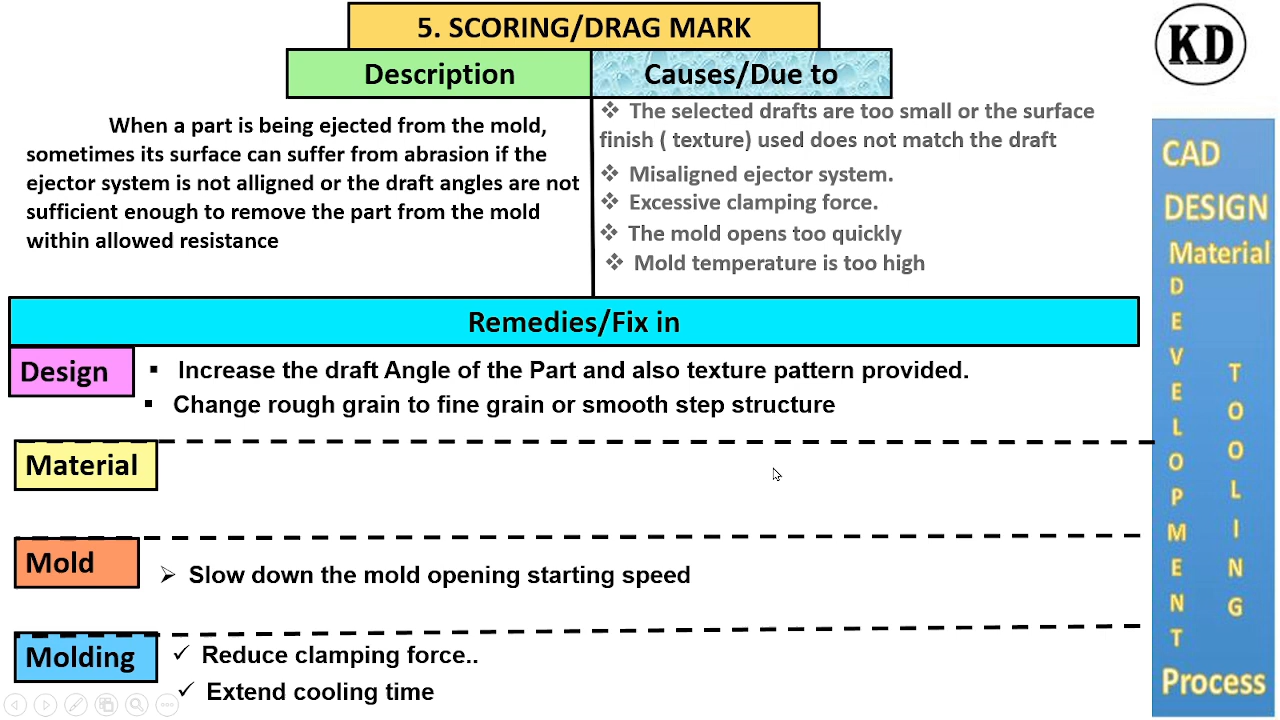 5. SCORING/DRAG MARK
Description
Causes/Due to
When a part is being ejected from the mold,
sometimes its surface can suffer from abrasion if the
ejector system is not alligned or the draft angles are not
sufficient enough to remove the part from the mold
within allowed resistance
❖ The selected drafts are too small or the surface
finish ( texture) used does not match the draft
❖ Misaligned ejector system.
❖ Excessive clamping force.
❖ The mold opens too quickly
❖ Mold temperature is too high
Remedies/Fix in
Design
▪ Increase the draft Angle of the Part and also texture pattern provided.
▪ Change rough grain to fine grain or smooth step structure
Material
Mold
➢ Slow down the mold opening starting speed
Molding
✓ Reduce clamping force..
✓ Extend cooling time
KD
CAD
DESIGN
Material
DEVELOPMENT
TOOLING
Process